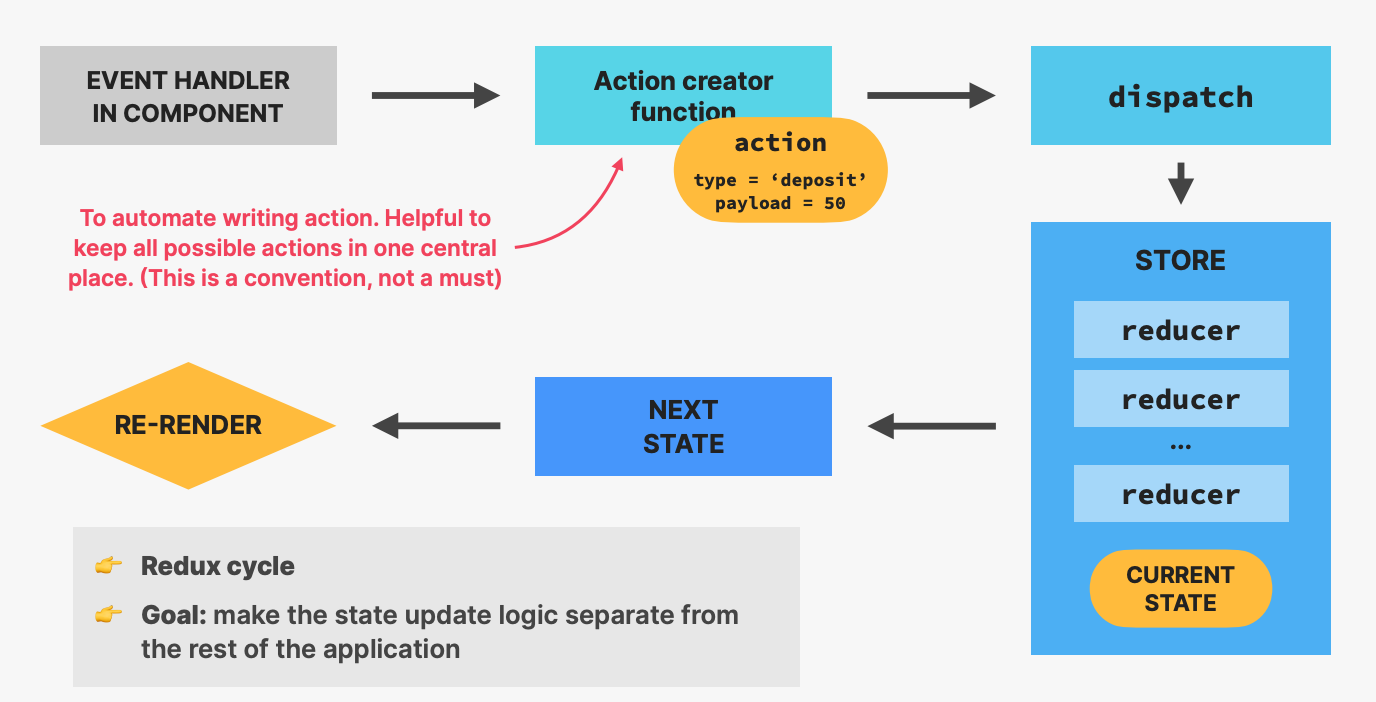 EVENT HANDLER
IN COMPONENT
Action creator
function
action
type = ‘deposit’
payload = 50
dispatch
To automate writing action. Helpful to
keep all possible actions in one central
place. (This is a convention, not a must)
STORE
reducer
reducer
...
reducer
CURRENT
STATE
NEXT
STATE
RE-RENDER
👉 Redux cycle
👉 Goal: make the state update logic separate from
the rest of the application